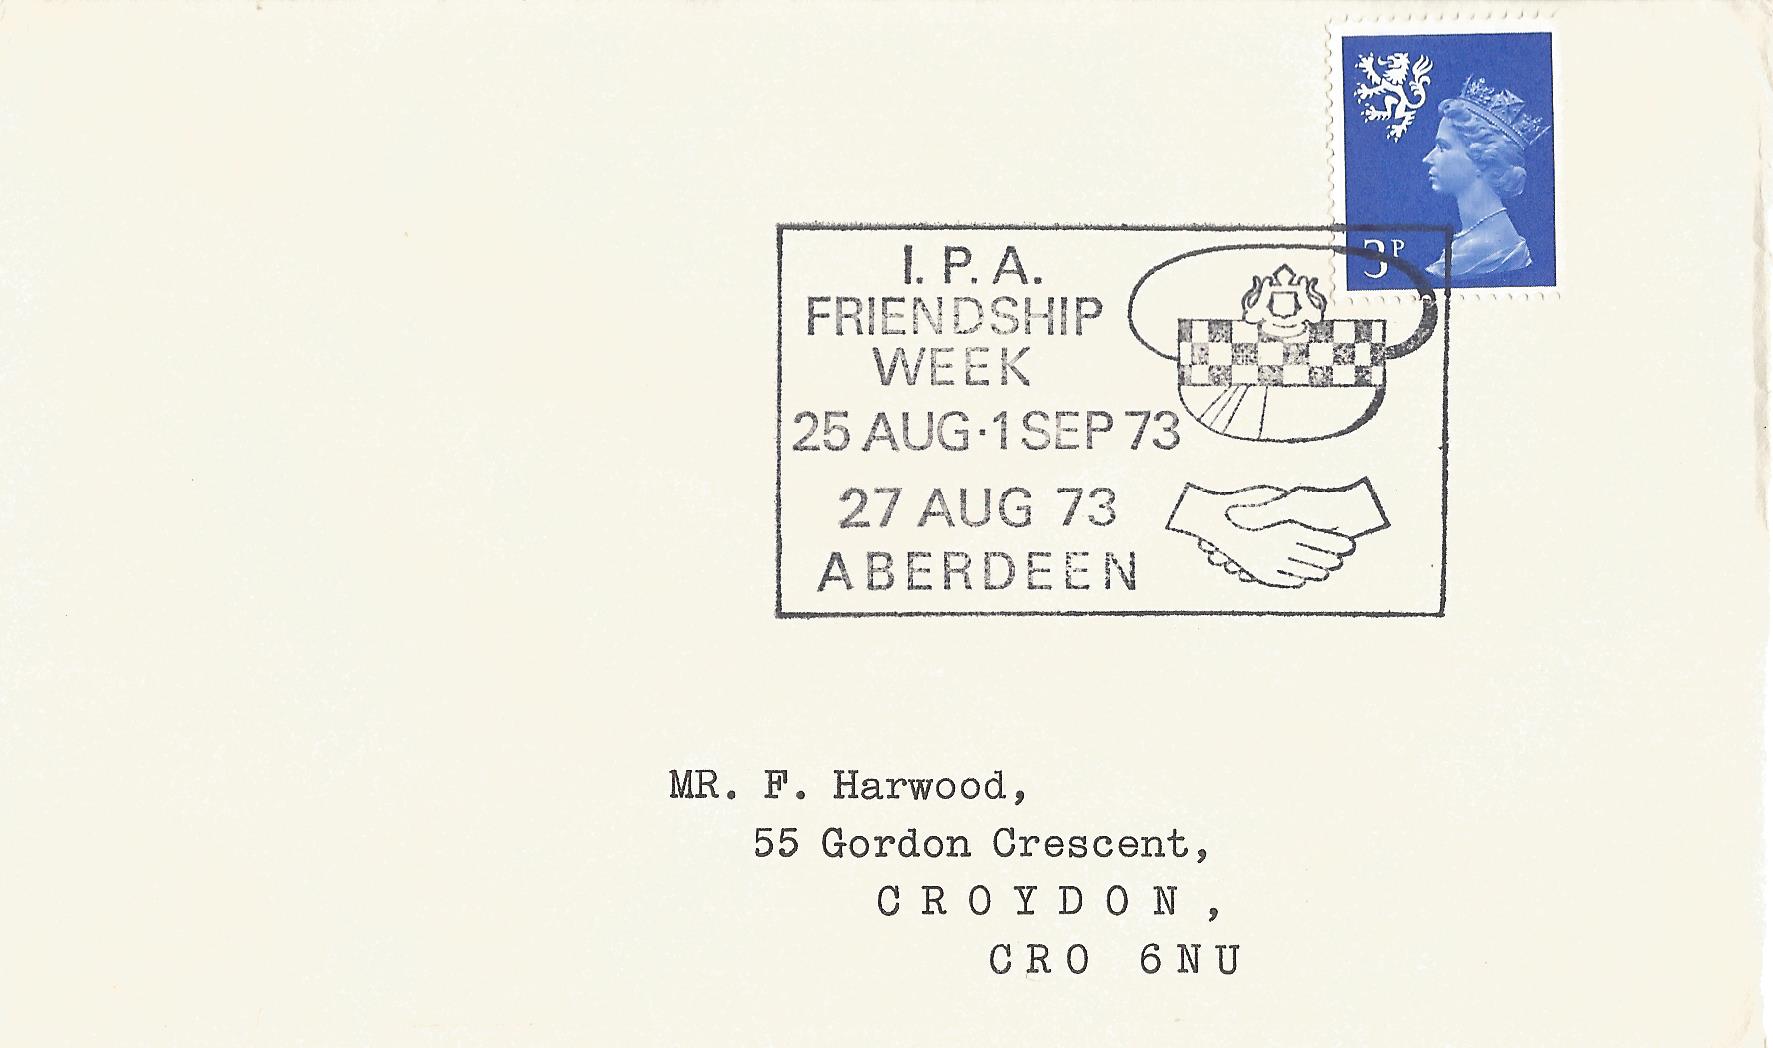 3P
I. P. A.
FRIENDSHIP
WEEK
25 AUG·1 SEP 73
27 AUG 73
ABERDEEN
MR. F. Harwood,
55 Gordon Crescent,
CROYDON,
CRO 6NU